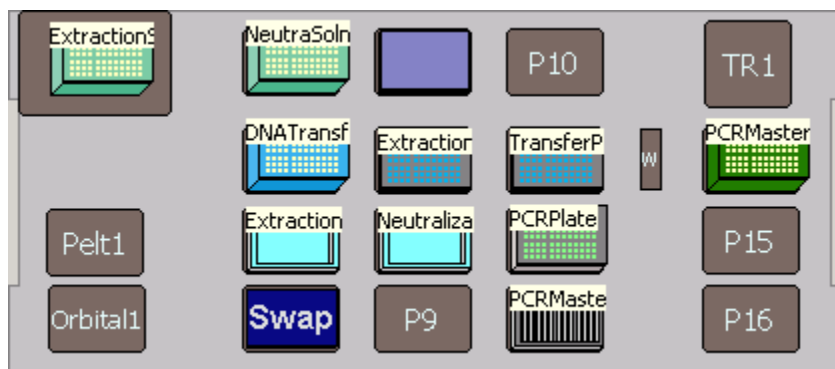 ExtractionS
NeutraSoln
P10
TR1
DNATransf
Extraction
TransferP
W
PCRMaster
Pelt1
Extraction
Neutraliza
PCRPlate
P15
Orbital1
Swap
P9
PCRMaste
P16